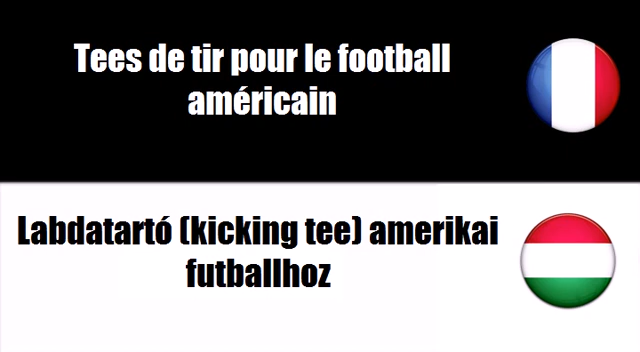 Tees de tir pour le football
américain
Labdatartó (kicking tee) amerikai
futballhoz